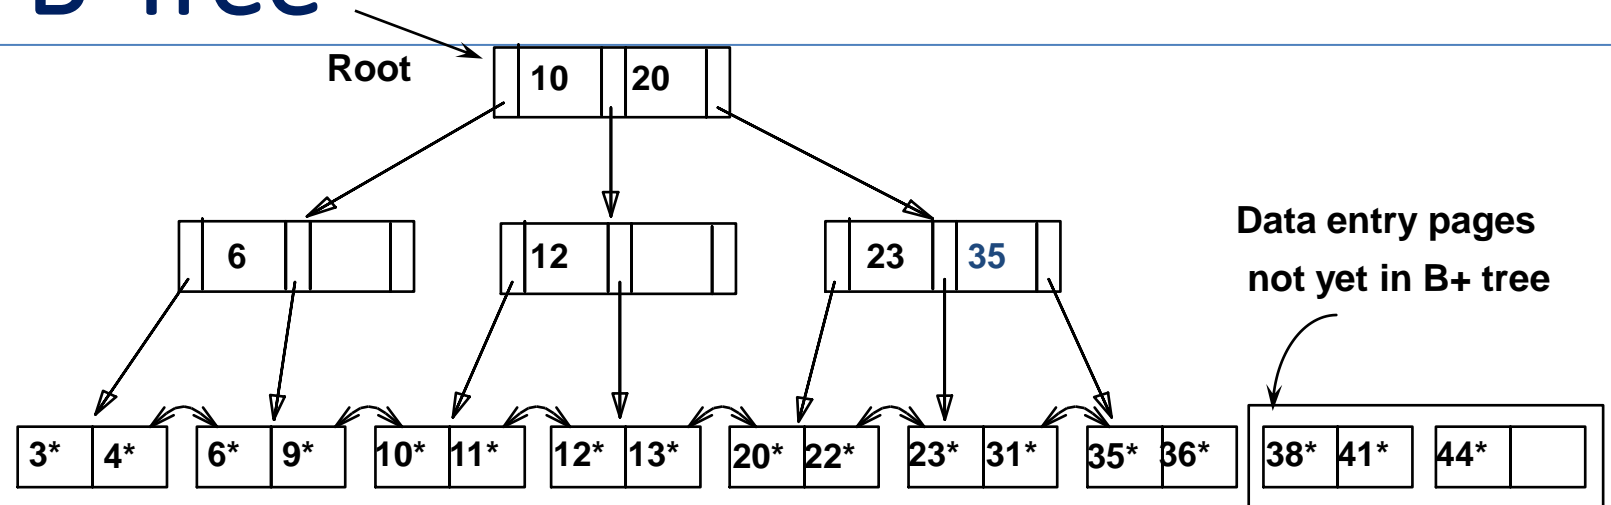 Root
10 20
6 12 23 35
Data entry pages
not yet in B+ tree
3* 4* 6* 9* 10* 11* 12* 13* 20* 22* 23* 31* 35* 36* 38* 41* 44*